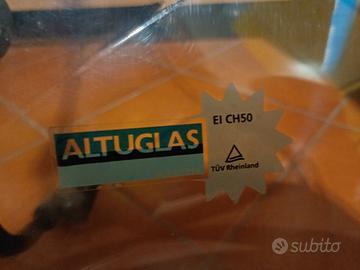 ALTUGLAS
EI CH50
TÜV Rheinland
subito